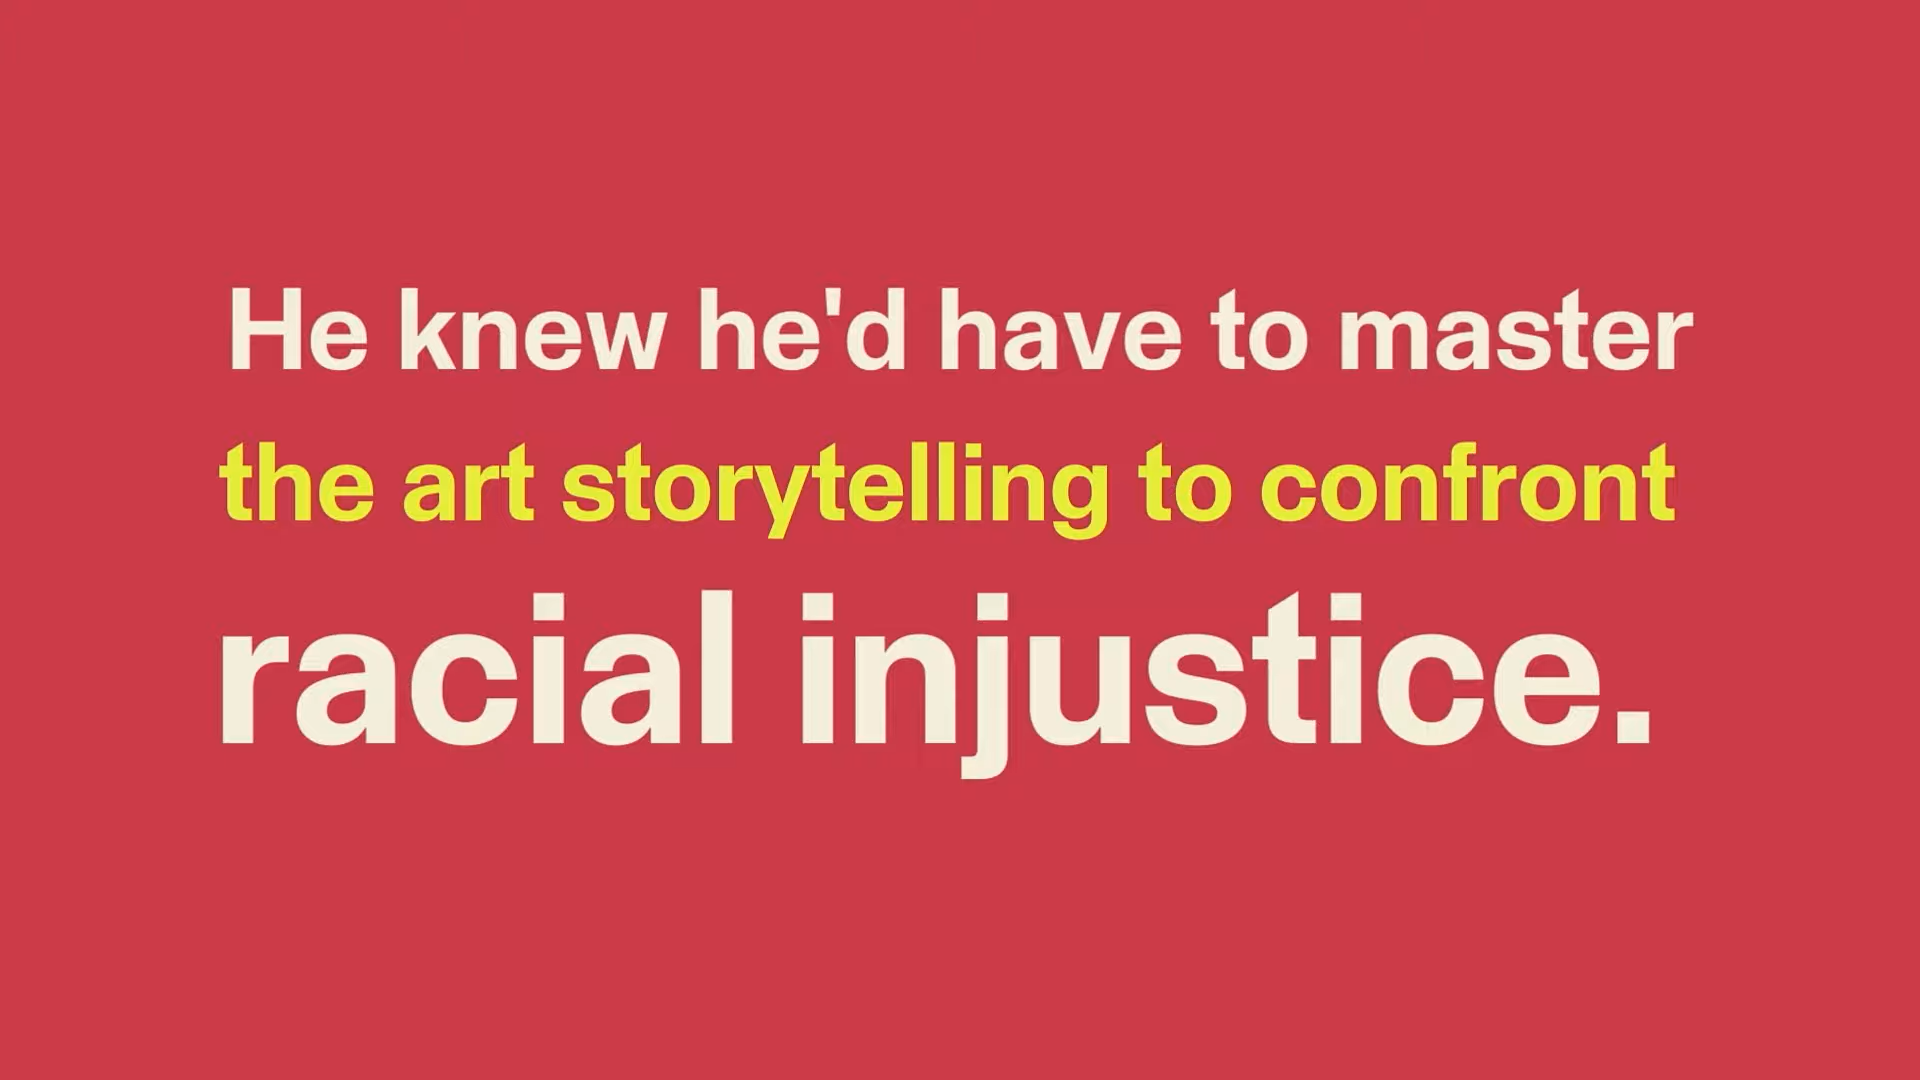 He knew he'd have to master
the art storytelling to confront
racial injustice.